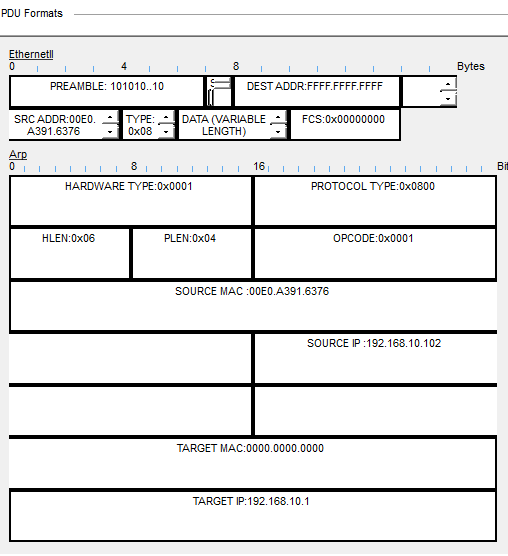 PDU Formats
EthernetII
0 4 8 Bytes
PREAMBLE: 101010..10
DEST ADDR:FFFF.FFFF.FFFF
SRC ADDR:00E0.
A391.6376
TYPE:
0x08
DATA (VARIABLE
LENGTH)
FCS:0x00000000
Arp
0 8 16 Bit
HARDWARE TYPE:0x0001
PROTOCOL TYPE:0x0800
HLEN:0x06
PLEN:0x04
OPCODE:0x0001
SOURCE MAC :00E0.A391.6376
SOURCE IP :192.168.10.102
TARGET MAC:0000.0000.0000
TARGET IP:192.168.10.1